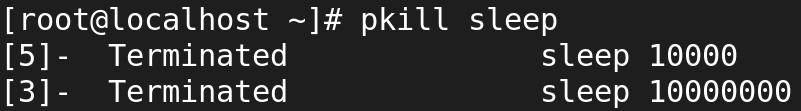 [root@localhost ~]# pkill sleep
[5]-  Terminated              sleep 10000
[3]-  Terminated              sleep 10000000